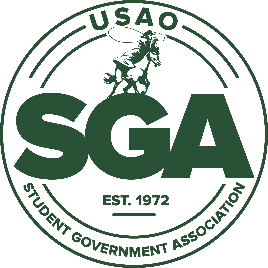 USAO
SGA
EST. 1972
STUDENT GOVERNMENT ASSOCIATION